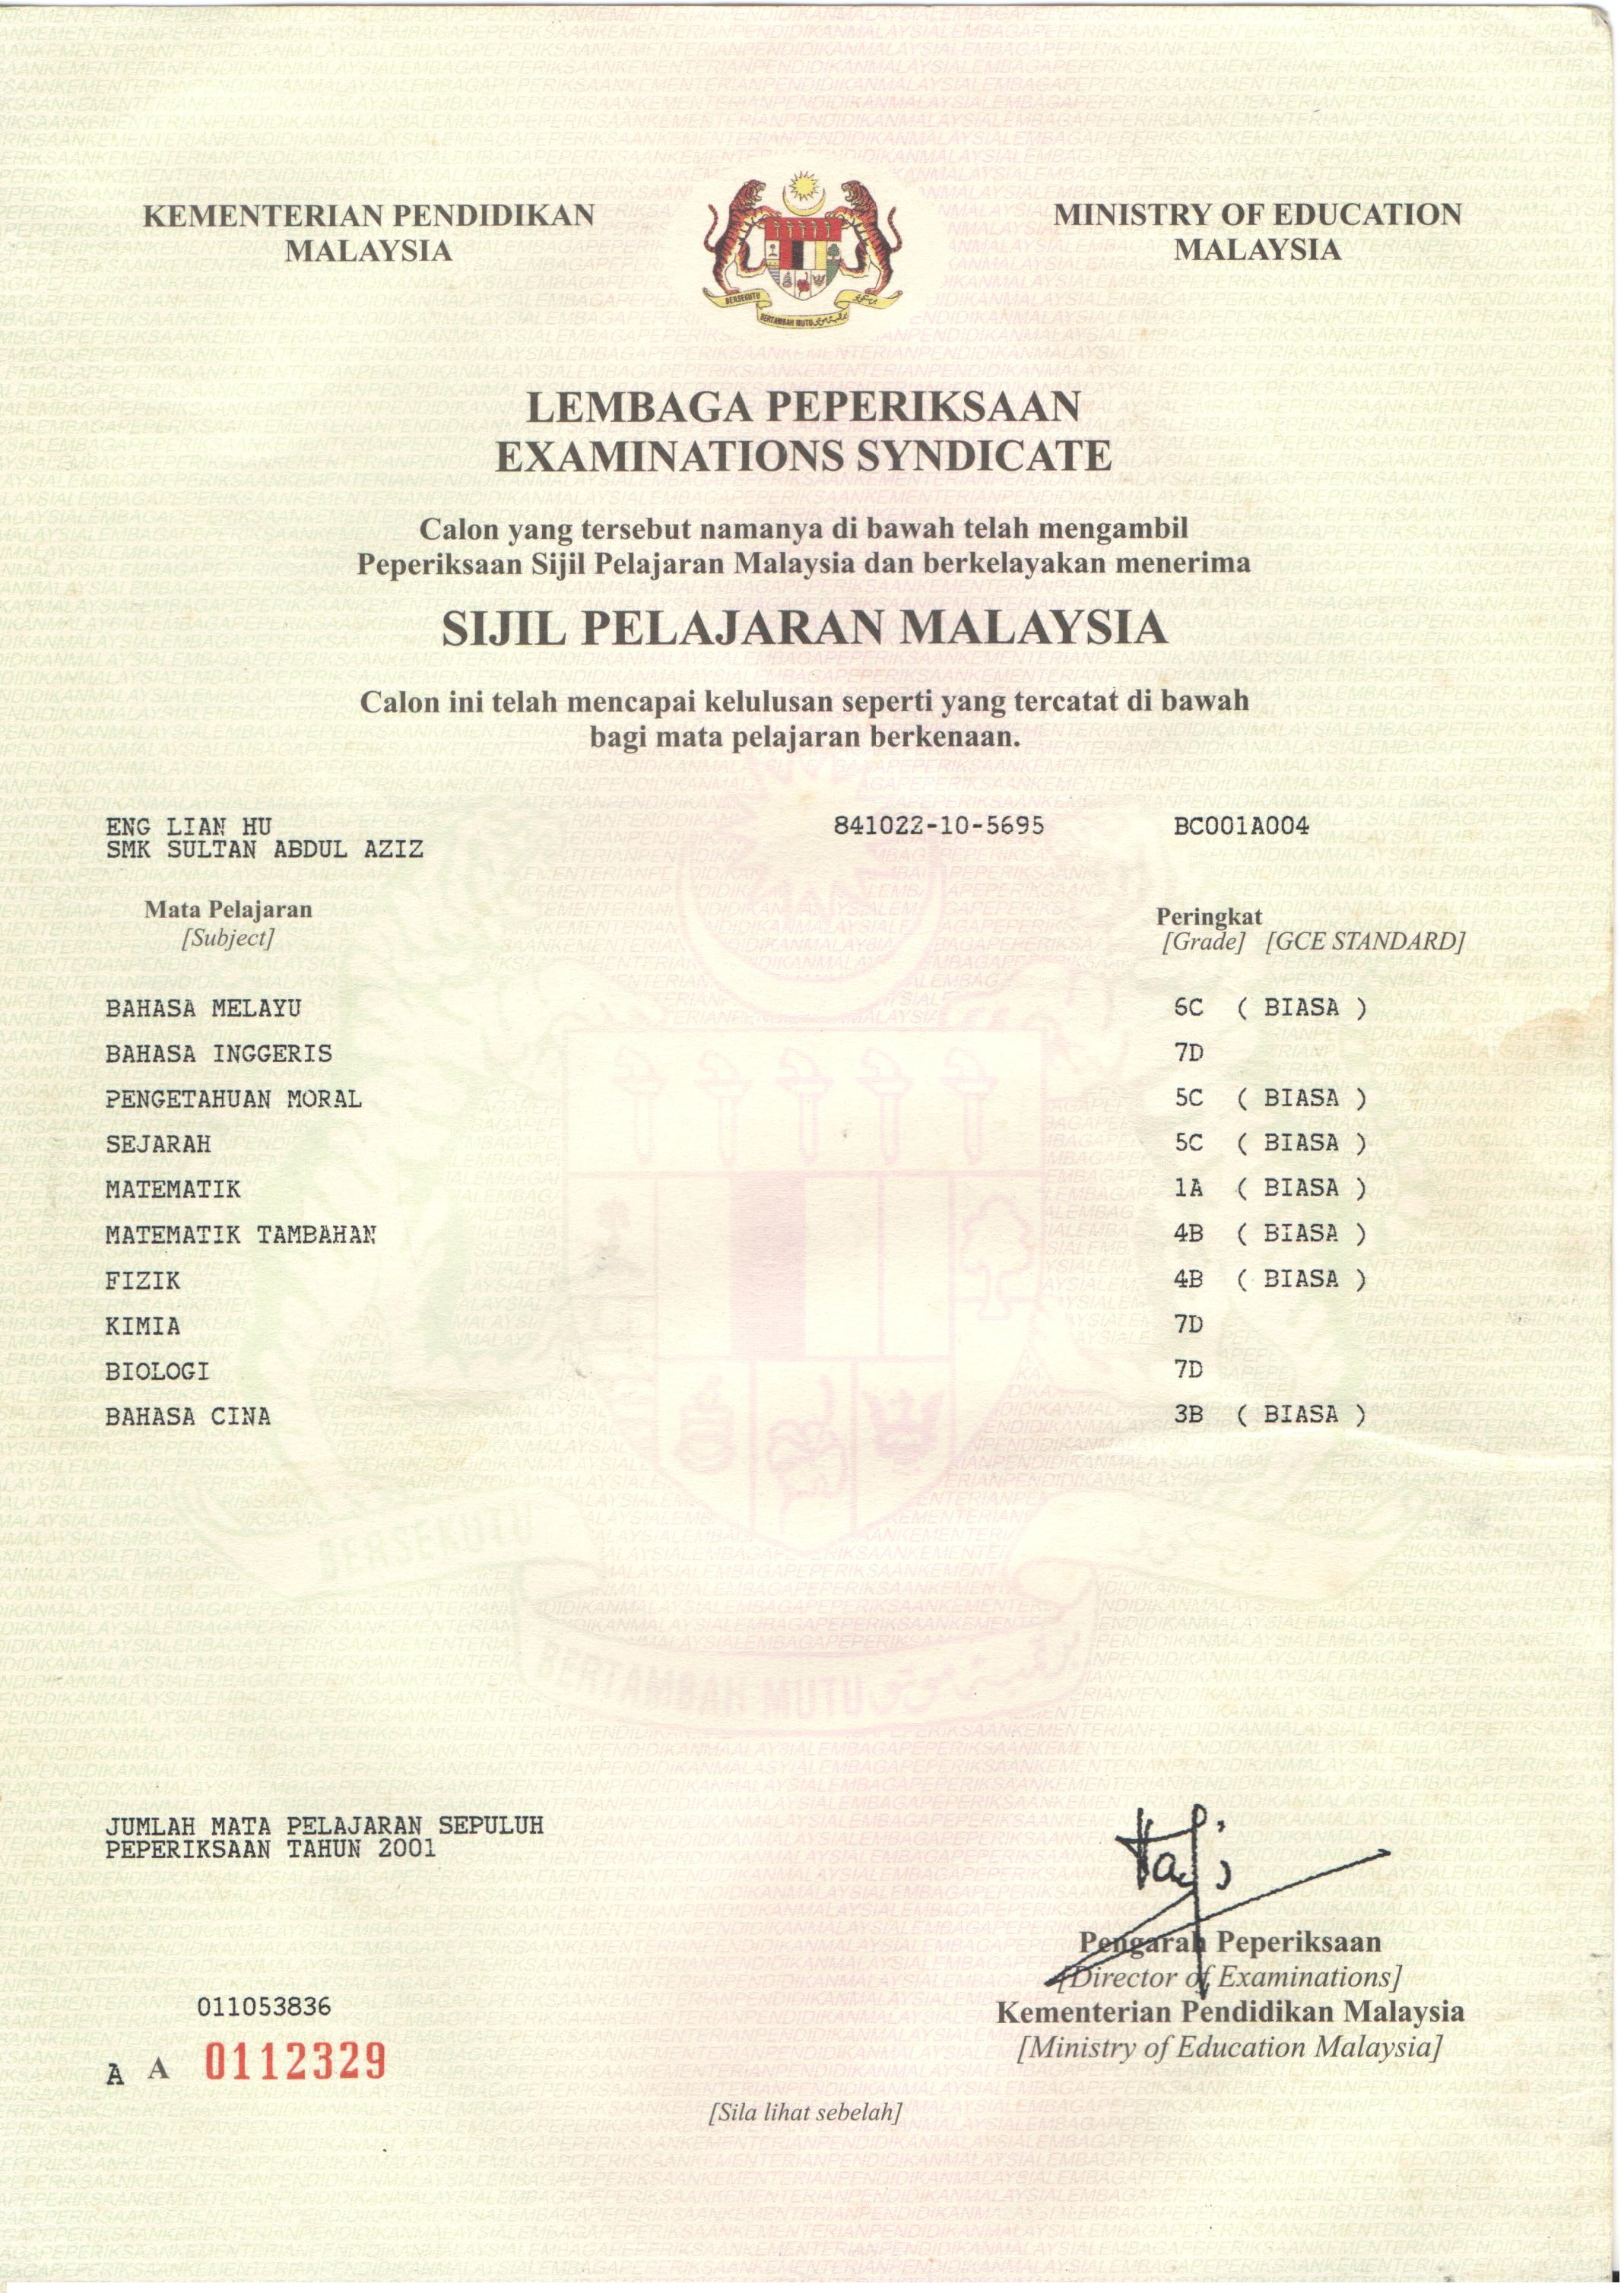 KEMENTERIAN PENDIDIKAN
MALAYSIA
MINISTRY OF EDUCATION
MALAYSIA
BERSEKUTU
BERTAMBAH MUTU
LEMBAGA PEPERIKSAAN
EXAMINATIONS SYNDICATE
Calon yang tersebut namanya di bawah telah mengambil
Peperiksaan Sijil Pelajaran Malaysia dan berkelayakan menerima
SIJIL PELAJARAN MALAYSIA
Calon ini telah mencapai kelulusan seperti yang tercatat di bawah
bagi mata pelajaran berkenaan.
ENG LIAN HU 841022-10-5695 BC001A004
SMK SULTAN ABDUL AZIZ
Mata Pelajaran Peringkat
[Subject] [Grade] [GCE STANDARD]
BAHASA MELAYU 6C ( BIASA )
BAHASA INGGERIS 7D
PENGETAHUAN MORAL 5C ( BIASA )
SEJARAH 5C ( BIASA )
MATEMATIK 1A ( BIASA )
MATEMATIK TAMBAHAN 4B ( BIASA )
FIZIK 4B ( BIASA )
KIMIA 7D
BIOLOGI 7D
BAHASA CINA 3B ( BIASA )
BERSEKUTU
BERTAMBAH MUTU
JUMLAH MATA PELAJARAN SEPULUH
PEPERIKSAAN TAHUN 2001
Pengarah Peperiksaan
[Director of Examinations]
Kementerian Pendidikan Malaysia
[Ministry of Education Malaysia]
011053836
A A 0112329
[Sila lihat sebelah]